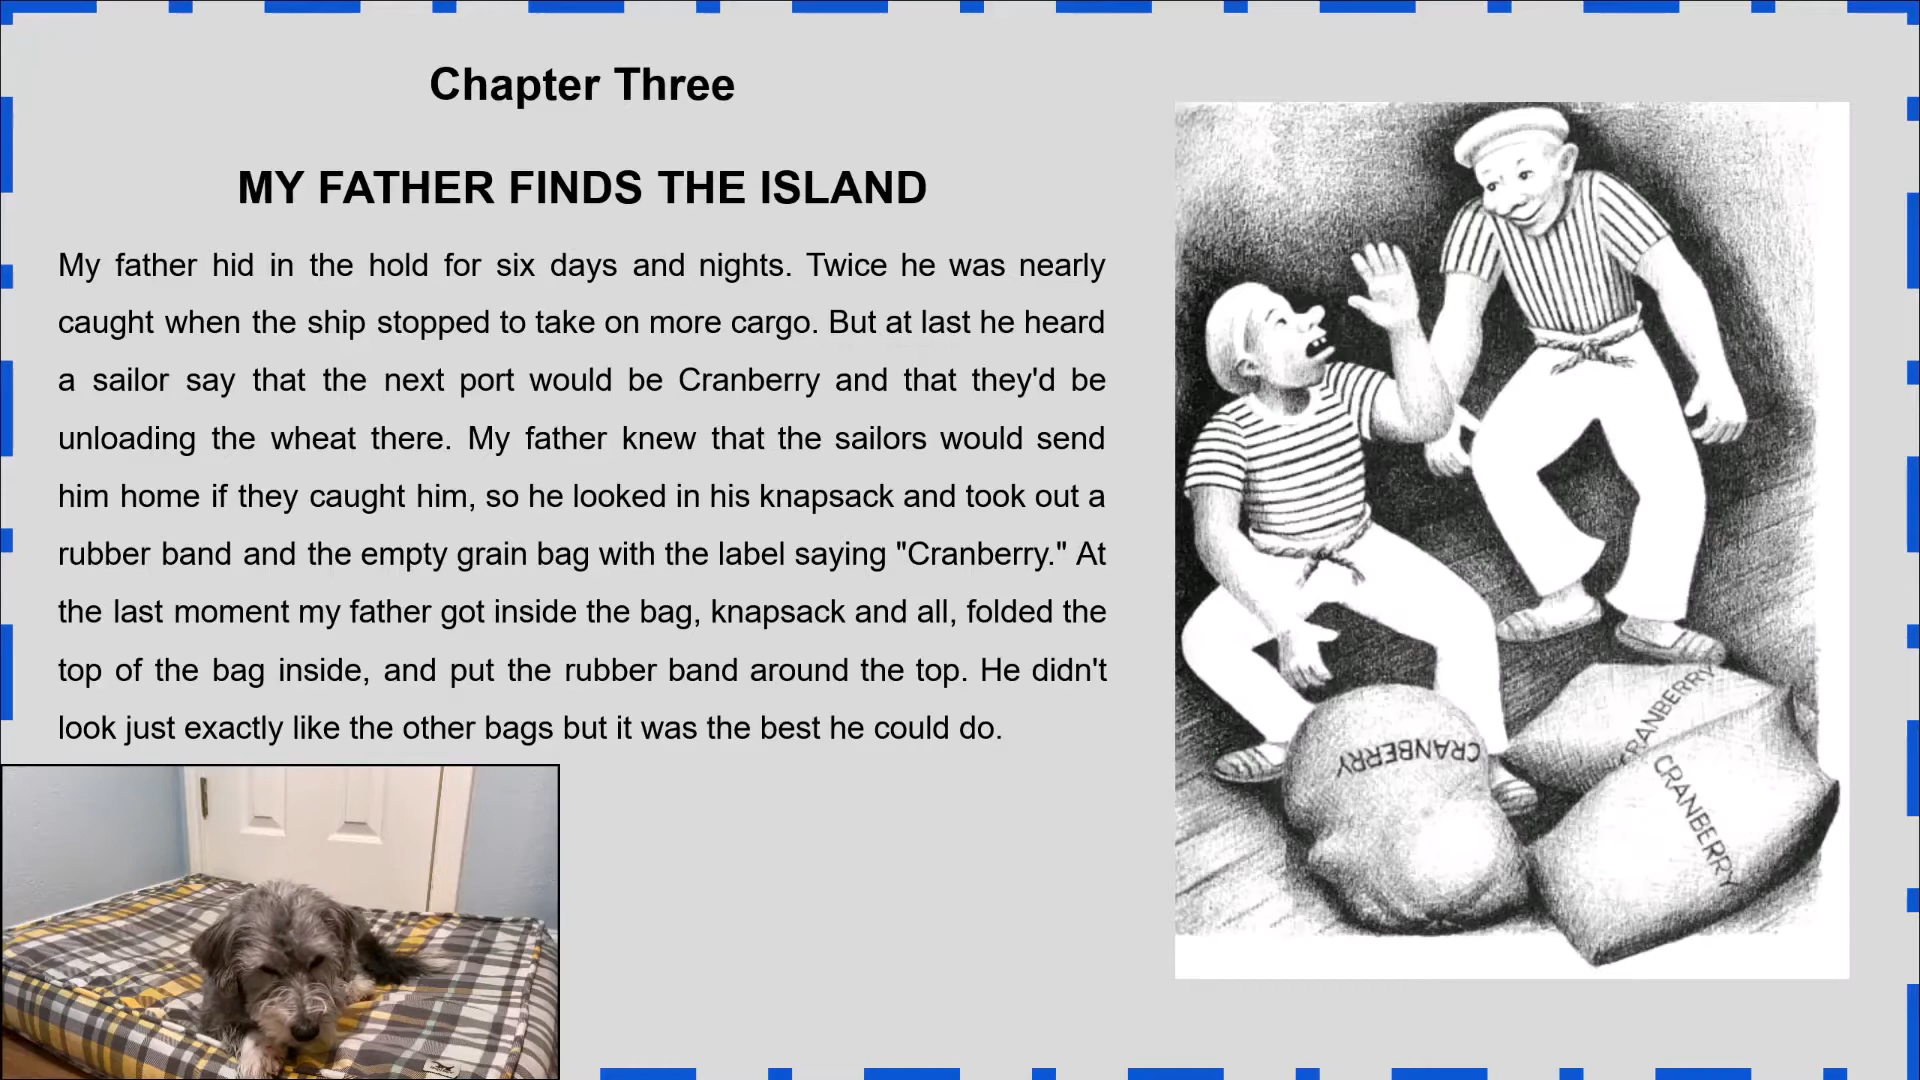 Chapter Three
MY FATHER FINDS THE ISLAND
My father hid in the hold for six days and nights. Twice he was nearly
caught when the ship stopped to take on more cargo. But at last he heard
a sailor say that the next port would be Cranberry and that they'd be
unloading the wheat there. My father knew that the sailors would send
him home if they caught him, so he looked in his knapsack and took out a
rubber band and the empty grain bag with the label saying "Cranberry." At
the last moment my father got inside the bag, knapsack and all, folded the
top of the bag inside, and put the rubber band around the top. He didn't
look just exactly like the other bags but it was the best he could do.
CRANBERRY
CRANBERRY
CRANBERRY